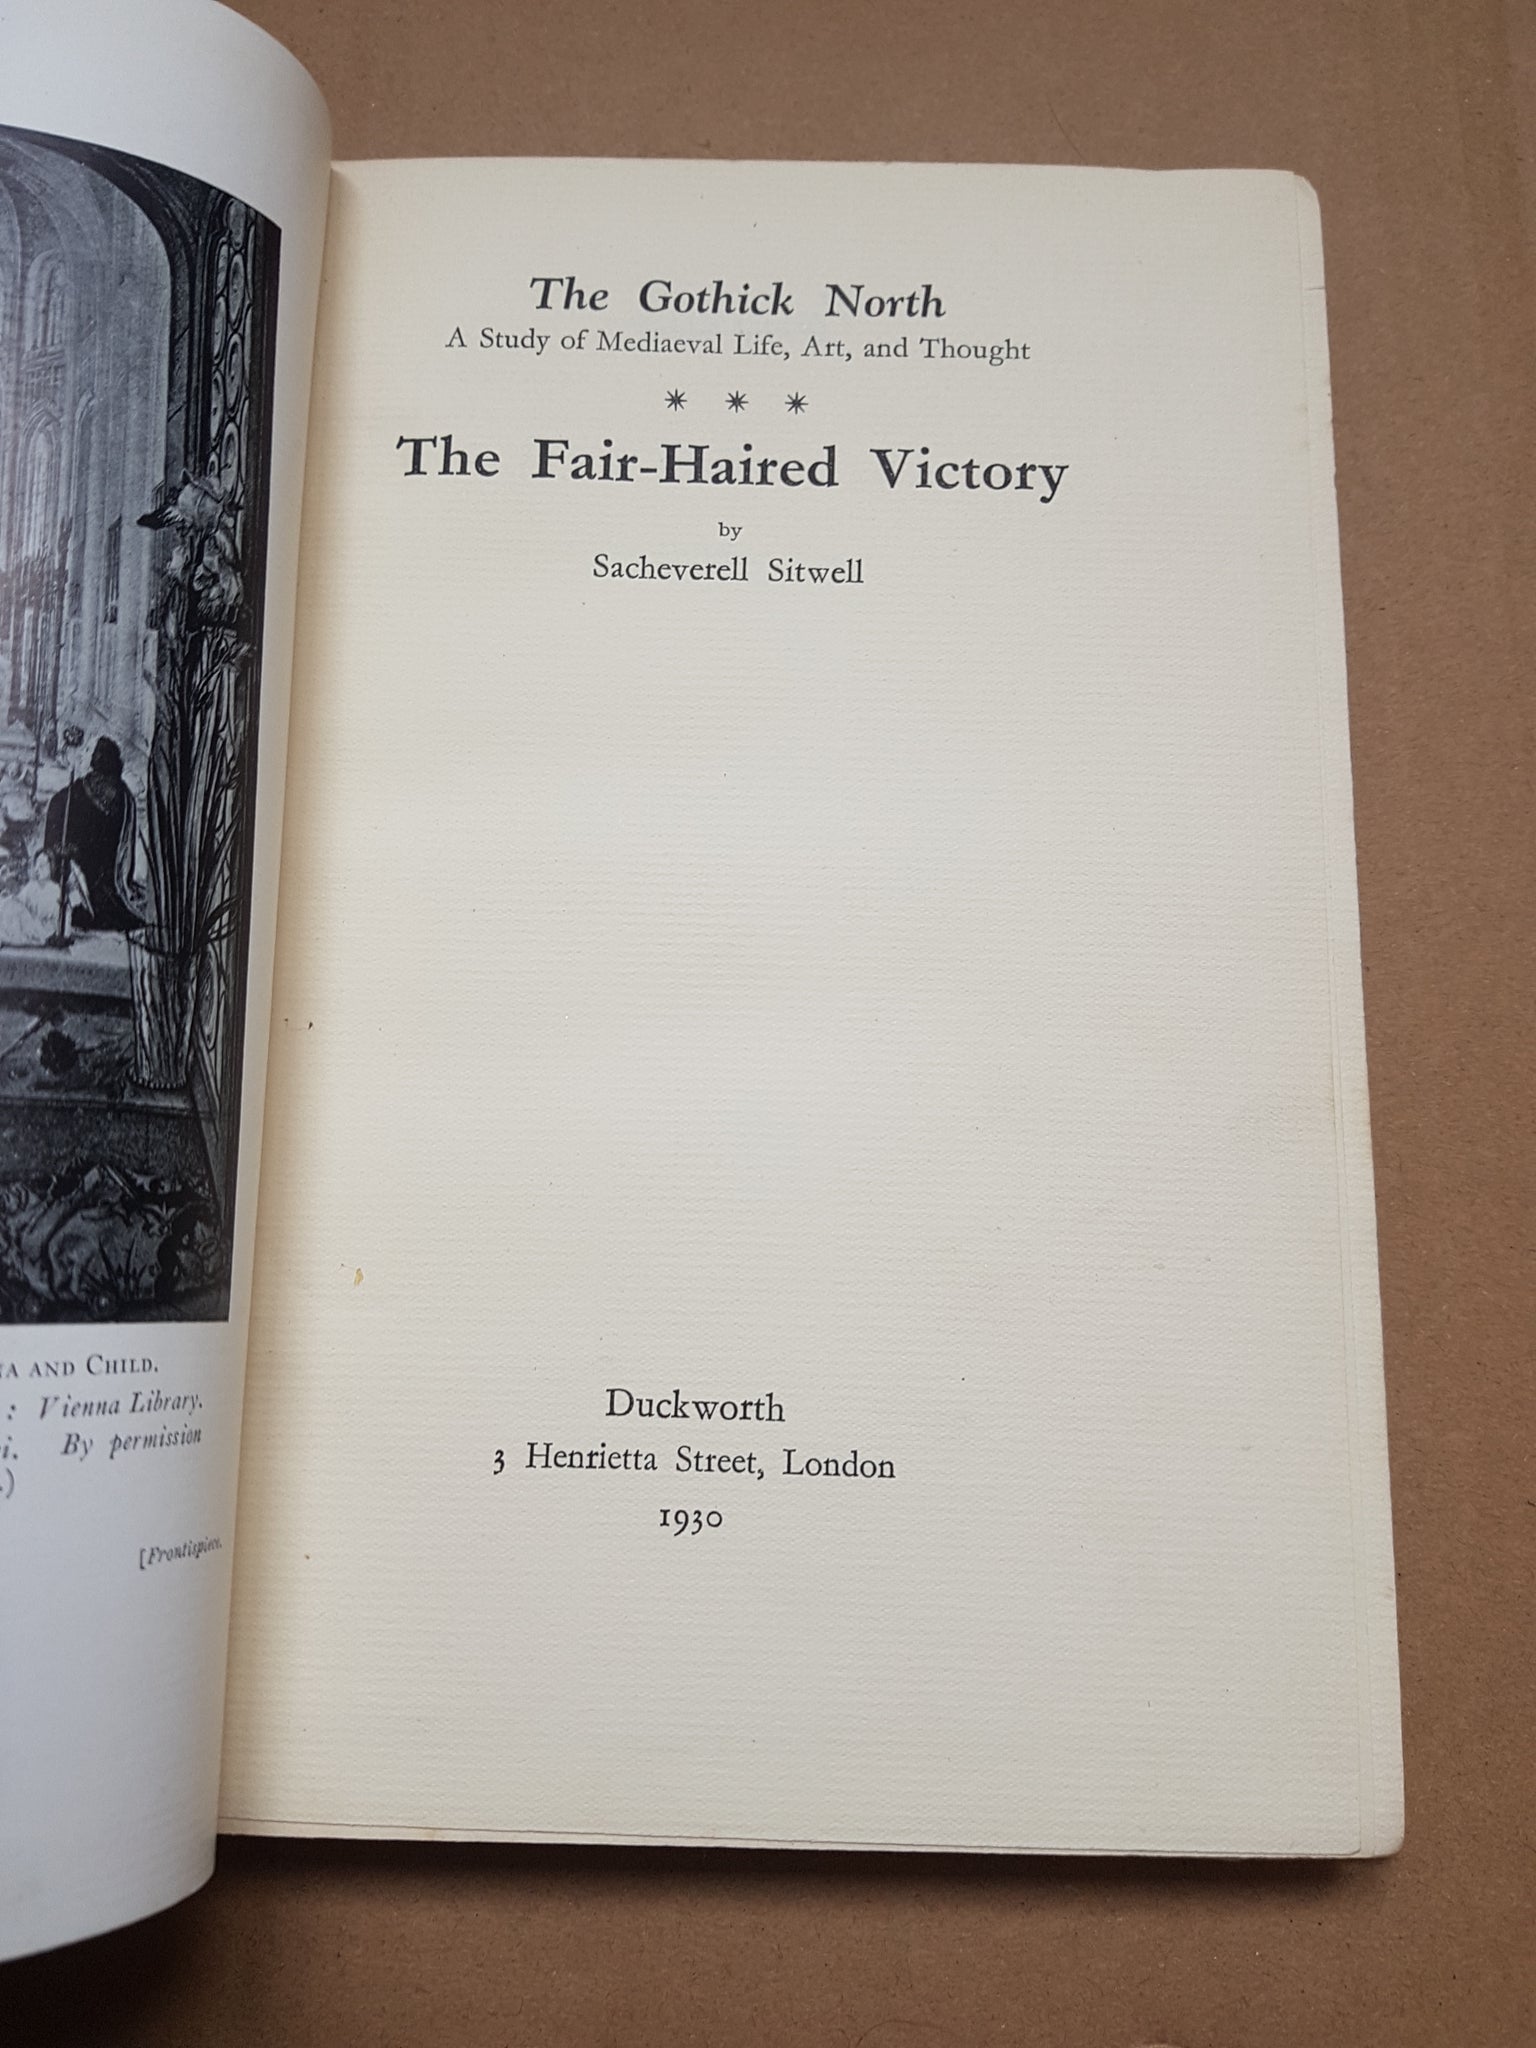 The Gothick North
A Study of Mediaeval Life, Art, and Thought
* * *
The Fair-Haired Victory
by
Sacheverell Sitwell
Duckworth
3 Henrietta Street, London
1930
AND CHILD.
: Vienna Library.
By permission
.)
[Frontispiece.